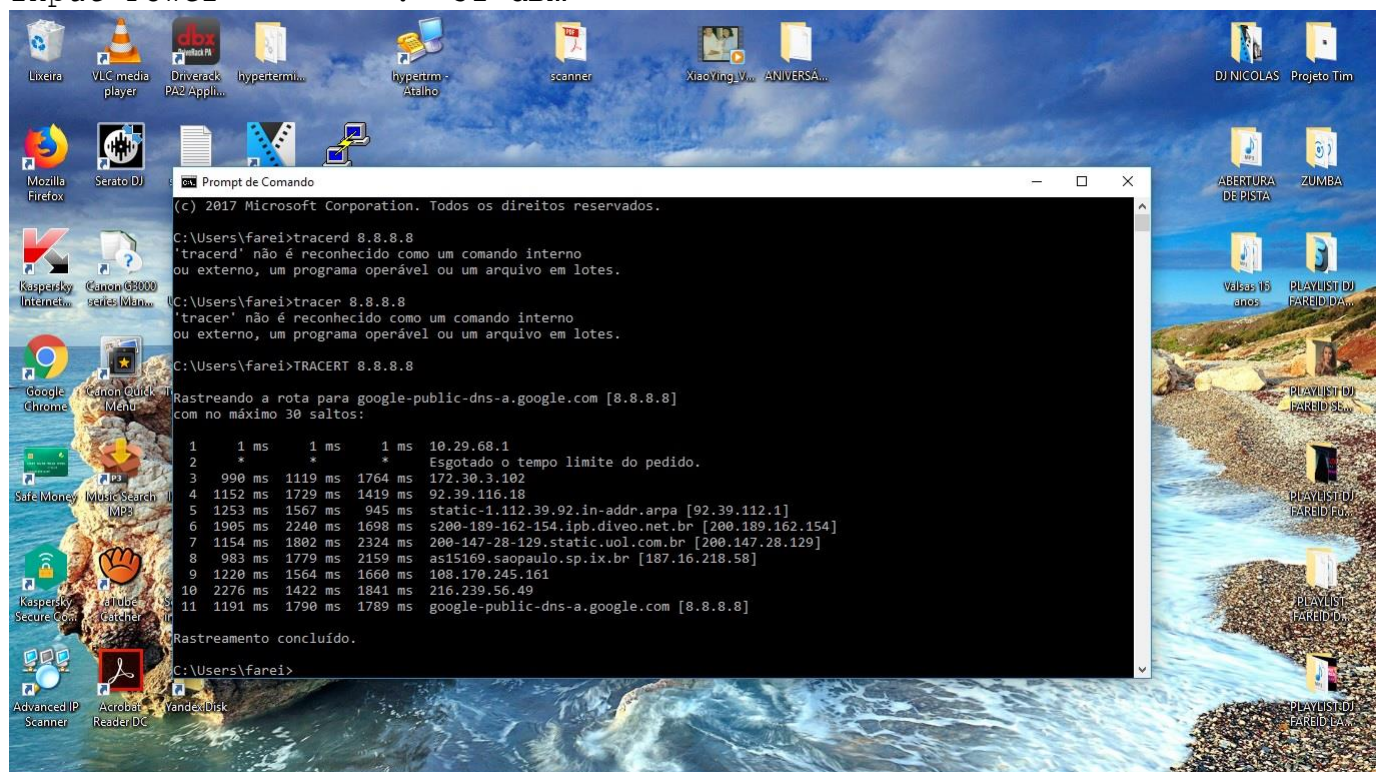 Lixeira
VLC media
player
dbx
DriveRack PA
Driverack
PA2 Appli...
hypertermi...
hypertrm -
Atalho
PDF
scanner
XiaoYing_V...
ANIVERSÁ...
DJ NICOLAS
Projeto Tim
Mozilla
Firefox
Serato DJ
MP3
ABERTURA
DE PISTA
ZUMBA
Prompt de Comando
(c) 2017 Microsoft Corporation. Todos os direitos reservados.
C:\Users\farei>tracerd 8.8.8.8
'tracerd' não é reconhecido como um comando interno
ou externo, um programa operável ou um arquivo em lotes.
C:\Users\farei>tracer 8.8.8.8
'tracer' não é reconhecido como um comando interno
ou externo, um programa operável ou um arquivo em lotes.
C:\Users\farei>TRACERT 8.8.8.8
Rastreando a rota para google-public-dns-a.google.com [8.8.8.8]
com no máximo 30 saltos:
1 1 ms 1 ms 1 ms 10.29.68.1
2 * * * Esgotado o tempo limite do pedido.
3 990 ms 1119 ms 1764 ms 172.30.3.102
4 1152 ms 1729 ms 1419 ms 92.39.116.18
5 1253 ms 1567 ms 945 ms static-1.112.39.92.in-addr.arpa [92.39.112.1]
6 1905 ms 2240 ms 1698 ms s200-189-162-154.ipb.diveo.net.br [200.189.162.154]
7 1154 ms 1802 ms 2324 ms 200-147-28-129.static.uol.com.br [200.147.28.129]
8 983 ms 1779 ms 2159 ms as15169.saopaulo.sp.ix.br [187.16.218.58]
9 1220 ms 1564 ms 1660 ms 108.170.245.161
10 2276 ms 1422 ms 1841 ms 216.239.56.49
11 1191 ms 1790 ms 1789 ms google-public-dns-a.google.com [8.8.8.8]
Rastreamento concluído.
C:\Users\farei>
Kaspersky
Internet...
Canon G3000
series Man...
Valsas 15
anos
PLAYLIST DJ
FAREID DA...
Google
Chrome
Canon Quick
Menu
PLAYLIST DJ
FAREID SE...
Safe Money
Music Search
MP3
PLAYLIST DJ
FAREID Fu...
Kaspersky
Secure Co...
aTube
Catcher
PLAYLIST
FAREID D...
Advanced IP
Scanner
Acrobat
Reader DC
Yandex.Disk
PLAYLIST DJ
FAREID LA...